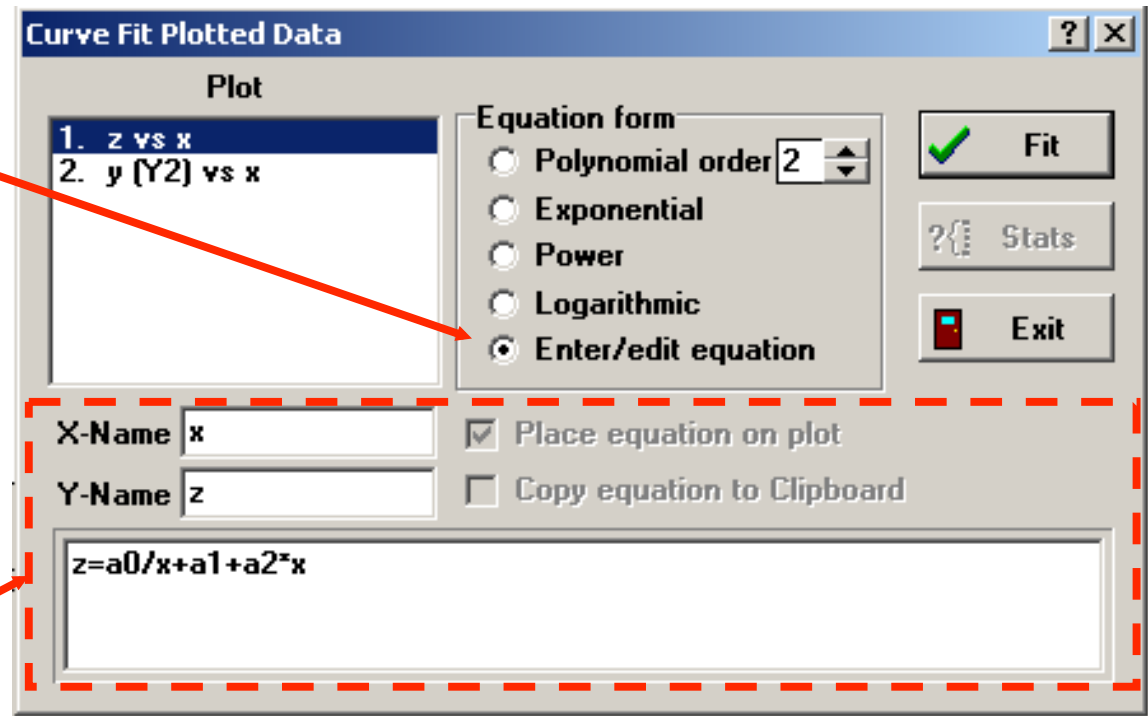 Curve Fit Plotted Data
Plot
1. z vs x
2. y (Y2) vs x
Equation form
Polynomial order 2
Exponential
Power
Logarithmic
Enter/edit equation
Fit
?{ Stats
Exit
X-Name x
Place equation on plot
Y-Name z
Copy equation to Clipboard
z=a0/x+a1+a2*x